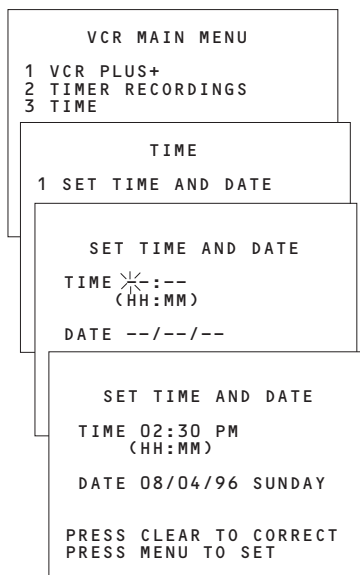 VCR MAIN MENU
1 VCR PLUS+
2 TIMER RECORDINGS
3 TIME
TIME
1 SET TIME AND DATE
SET TIME AND DATE
TIME --:--
(HH:MM)
DATE --/--/--
SET TIME AND DATE
TIME 02:30 PM
(HH:MM)
DATE 08/04/96 SUNDAY
PRESS CLEAR TO CORRECT
PRESS MENU TO SET